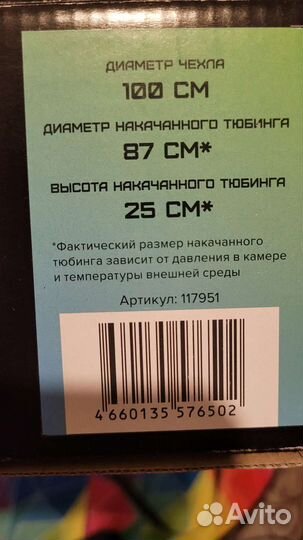 ДИАМЕТР ЧЕХЛА
100 СМ
ДИАМЕТР НАКАЧАННОГО ТЮБИНГА
87 СМ*
ВЫСОТА НАКАЧАННОГО ТЮБИНГА
25 СМ*
*Фактический размер накачанного
тюбинга зависит от давления в камере
и температуры внешней среды
Артикул: 117951
4 660135 576502
Avito